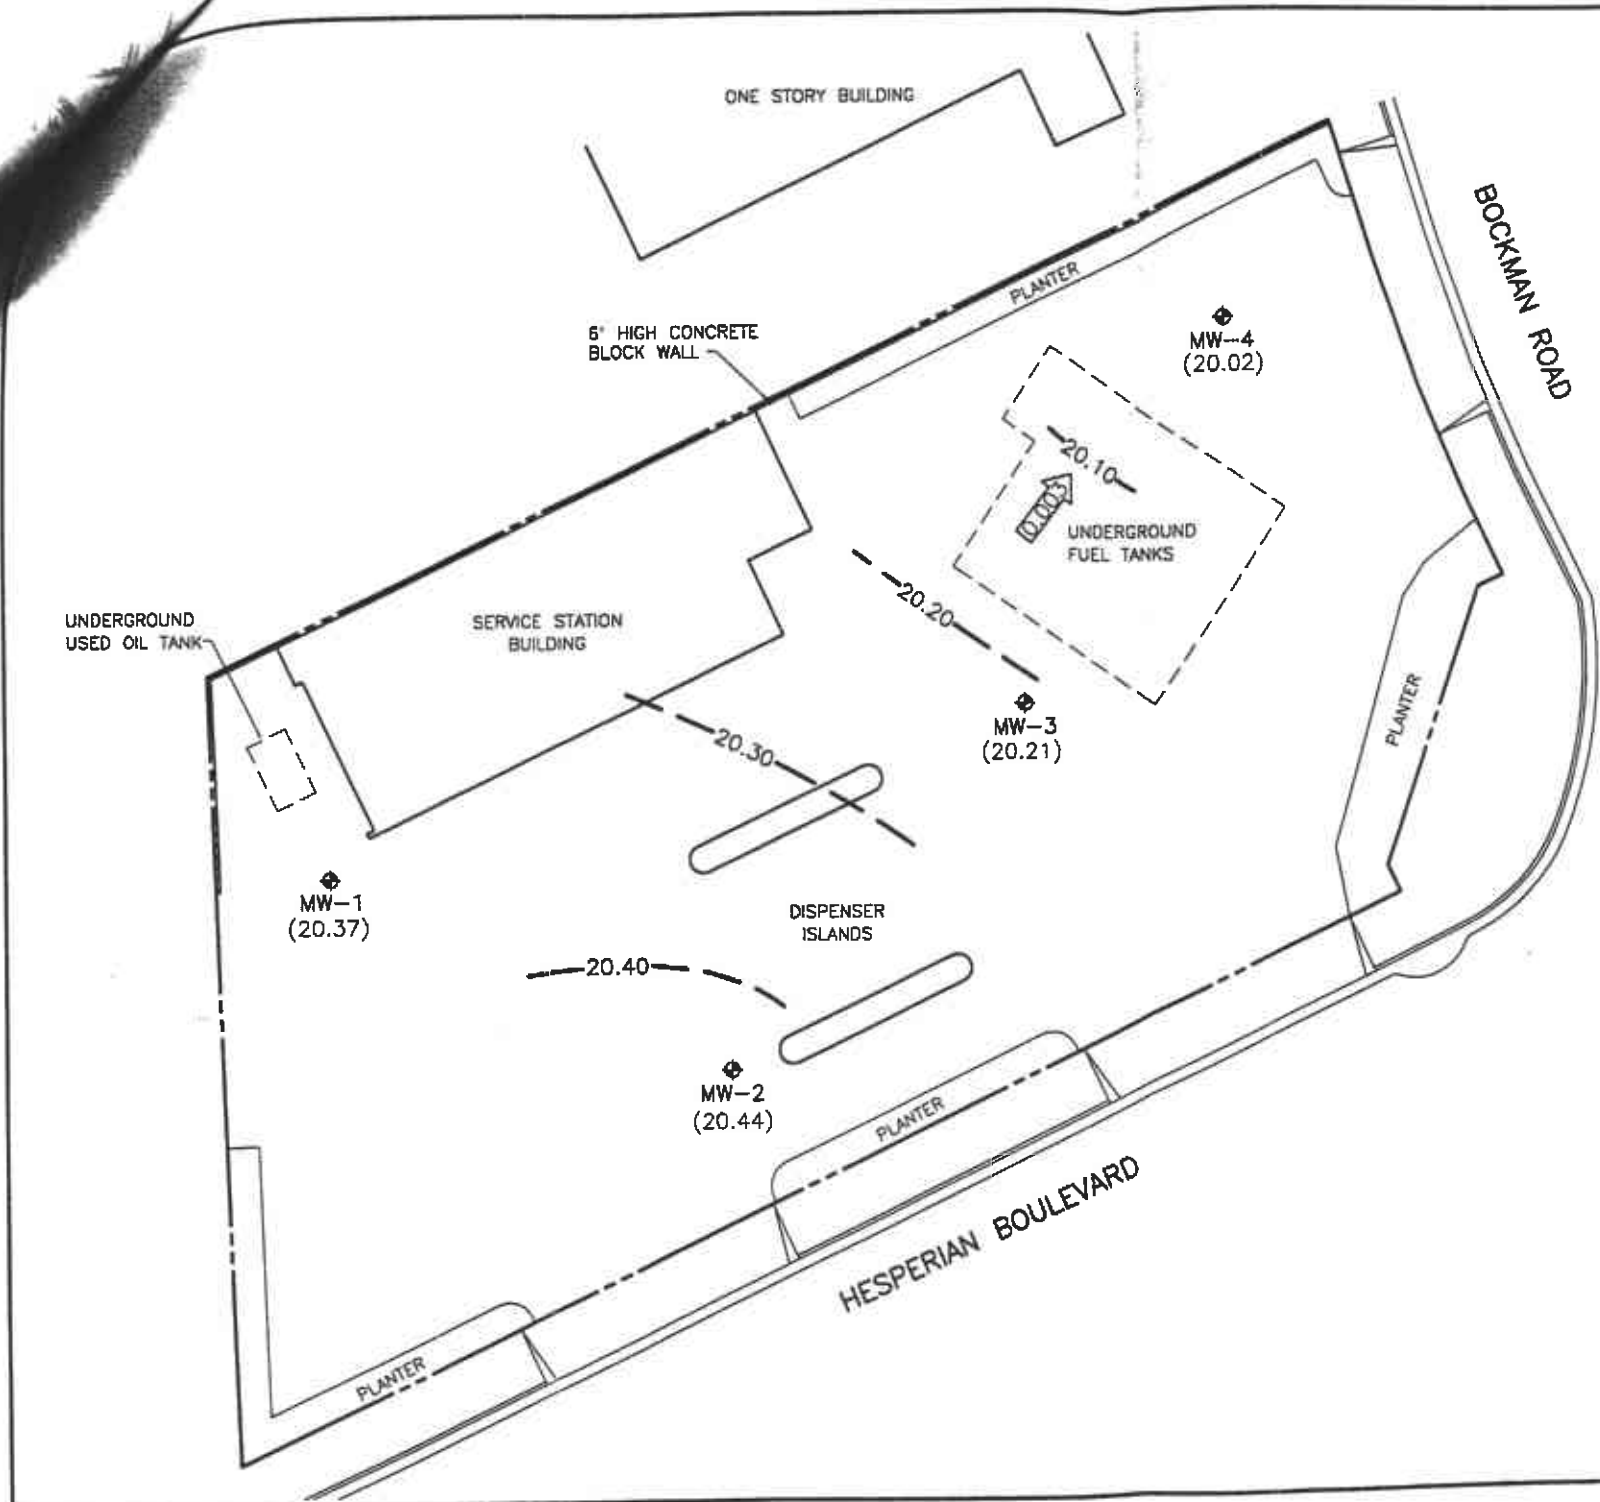 ONE STORY BUILDING
BOCKMAN ROAD
PLANTER
6' HIGH CONCRETE
BLOCK WALL
MW-4
(20.02)
20.10
0.003
UNDERGROUND
FUEL TANKS
20.20
UNDERGROUND
USED OIL TANK
SERVICE STATION
BUILDING
PLANTER
MW-3
(20.21)
20.30
MW-1
(20.37)
DISPENSER
ISLANDS
20.40
MW-2
(20.44)
PLANTER
HESPERIAN BOULEVARD
PLANTER